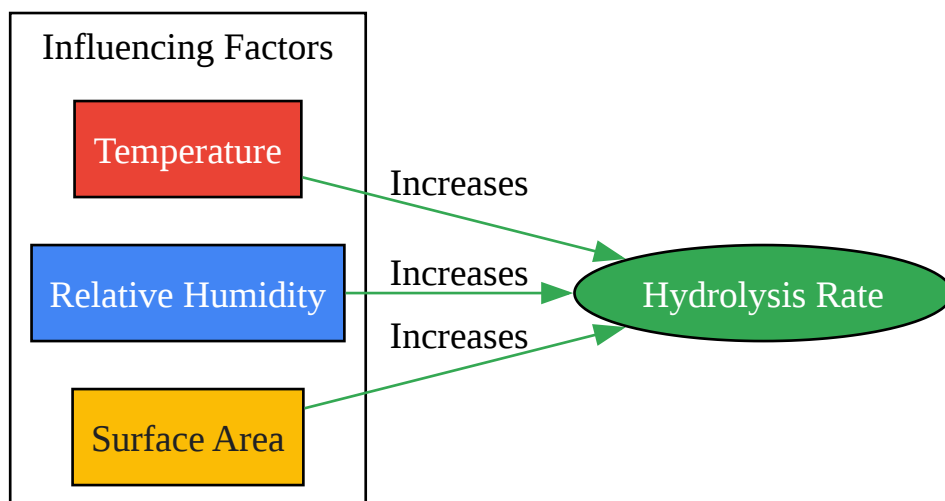 Influencing Factors
Temperature
Increases
Relative Humidity
Increases
Hydrolysis Rate
Increases
Surface Area